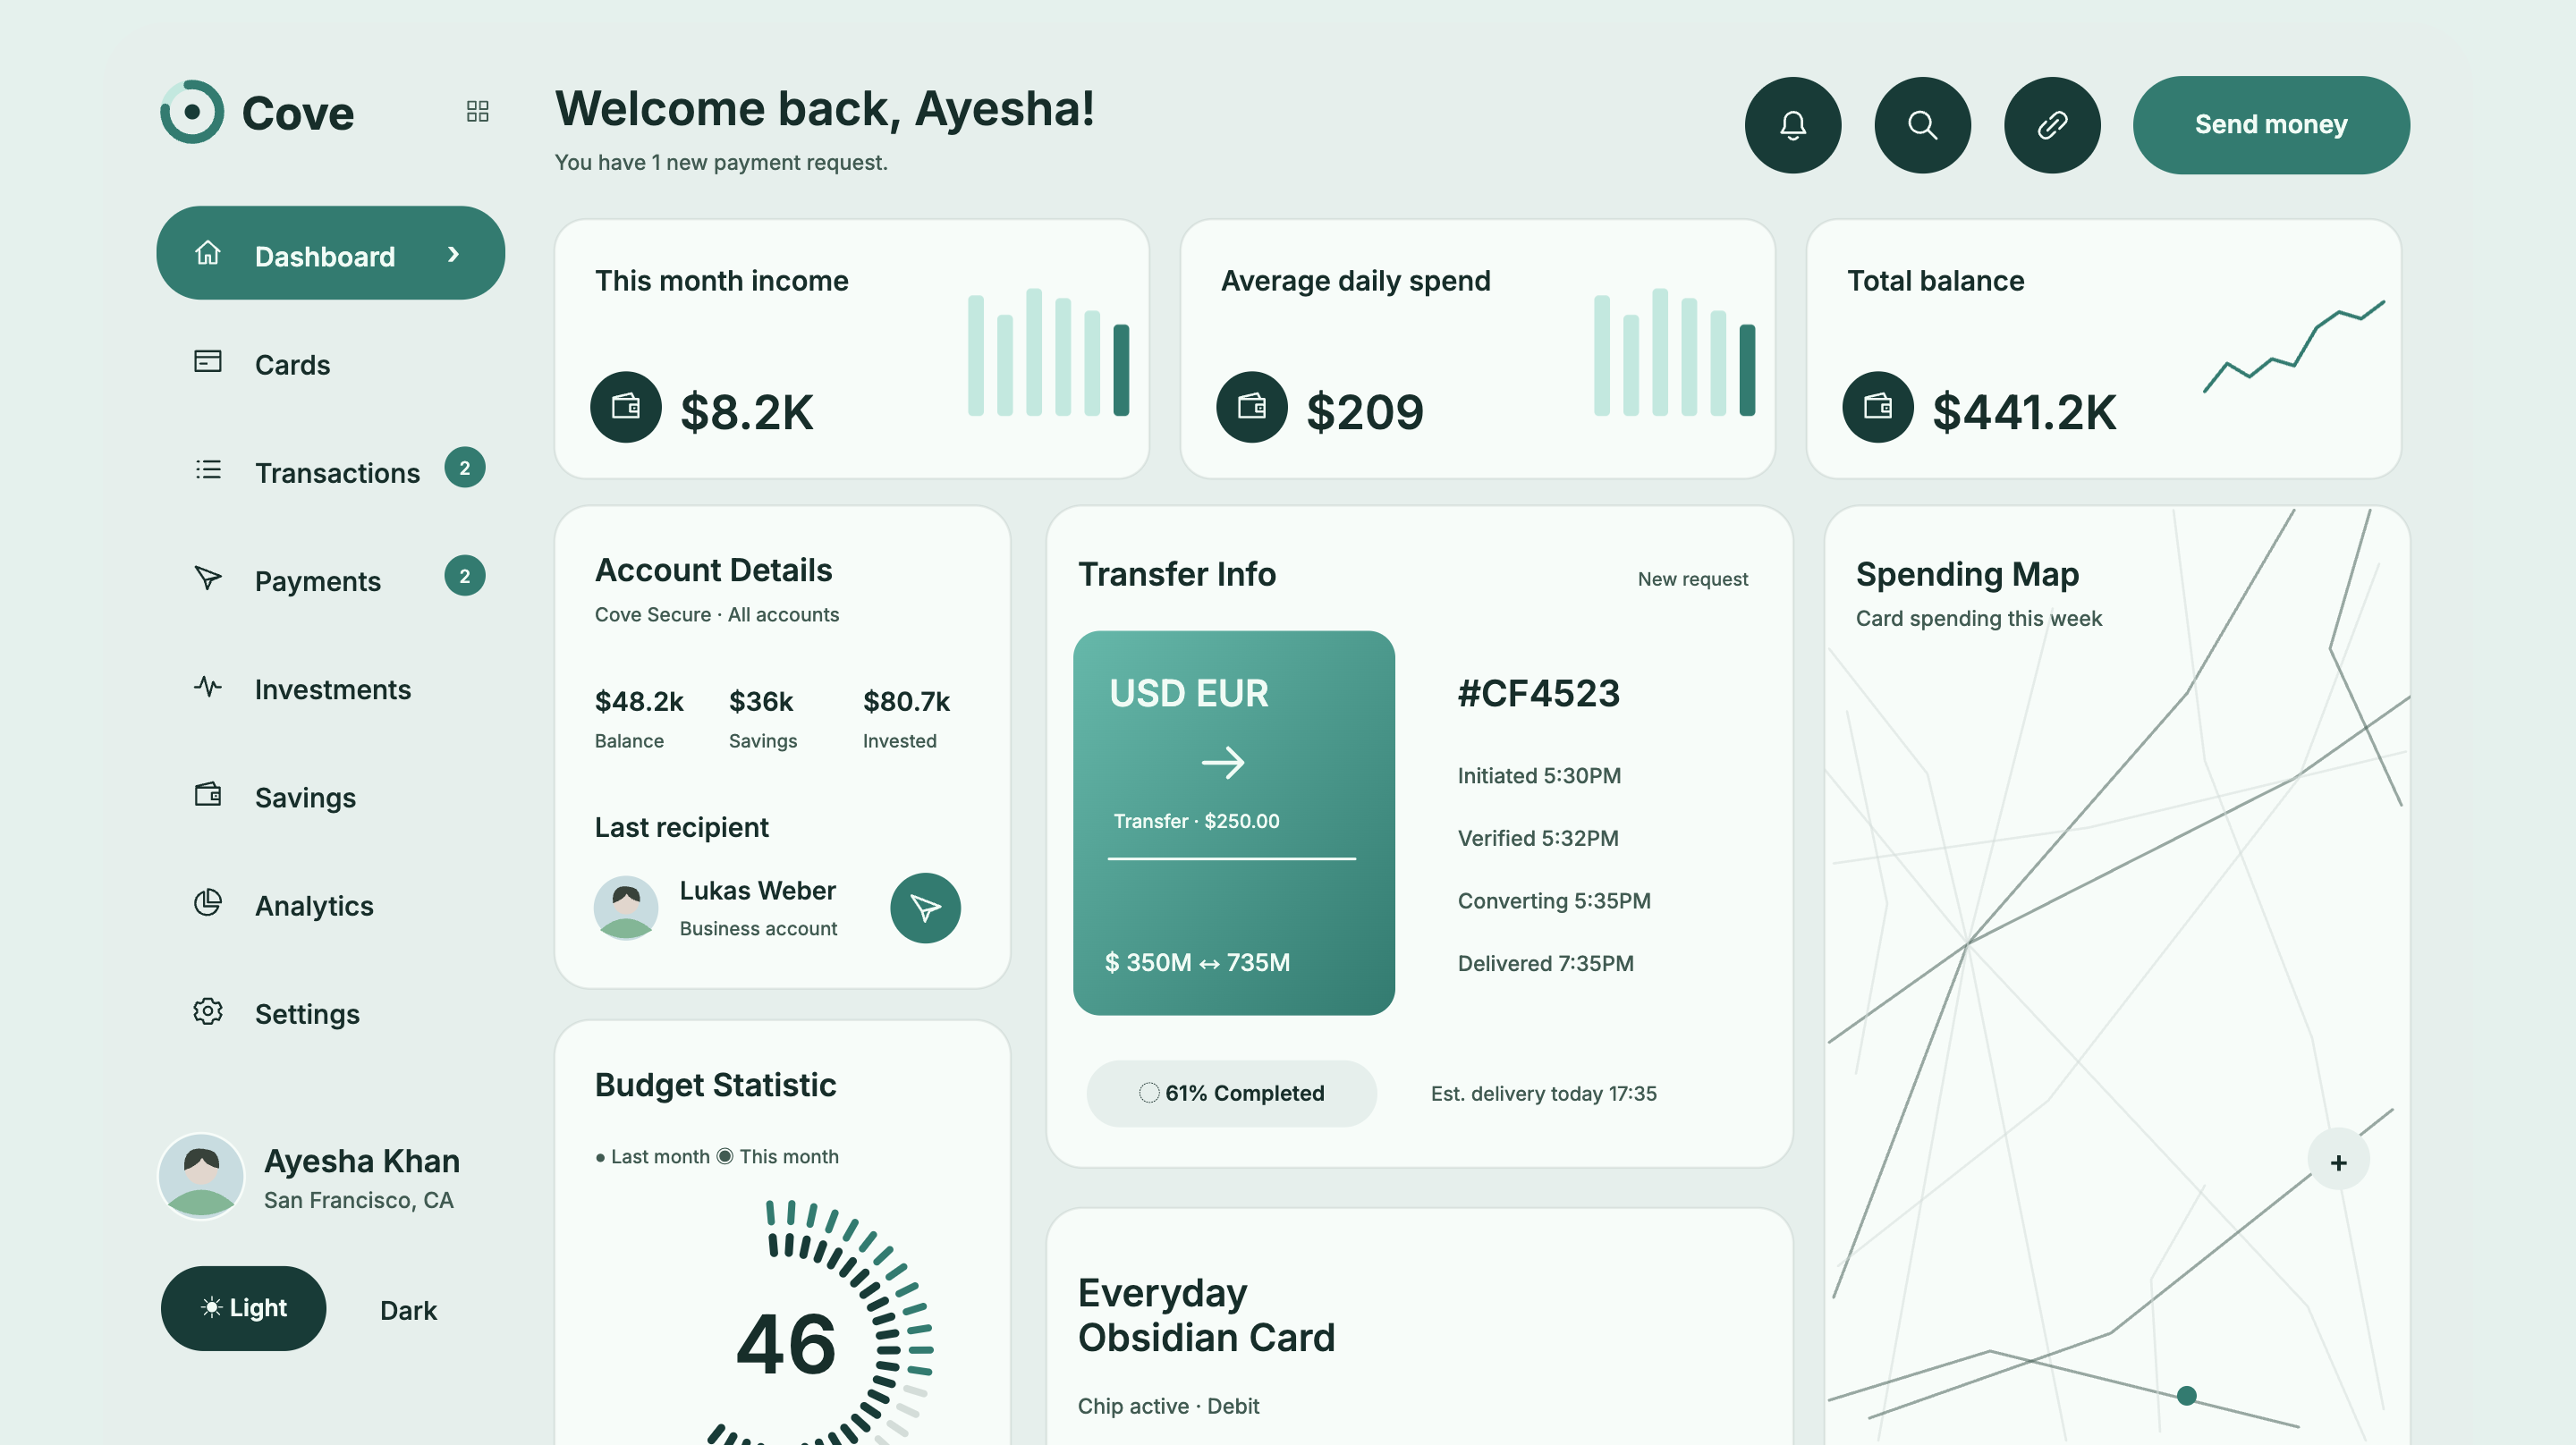 Cove
Dashboard
Cards
Transactions 2
Payments 2
Investments
Savings
Analytics
Settings
Ayesha Khan
San Francisco, CA
Light
Dark
Welcome back, Ayesha!
You have 1 new payment request.
Send money
This month income
$8.2K
Average daily spend
$209
Total balance
$441.2K
Account Details
Cove Secure · All accounts
$48.2k $36k $80.7k
Balance Savings Invested
Last recipient
Lukas Weber
Business account
Budget Statistic
• Last month ◉ This month
46
Transfer Info
New request
USD EUR
→
Transfer · $250.00
$ 350M ↔ 735M
#CF4523
Initiated 5:30PM
Verified 5:32PM
Converting 5:35PM
Delivered 7:35PM
61% Completed
Est. delivery today 17:35
Everyday
Obsidian Card
Chip active · Debit
Spending Map
Card spending this week
+